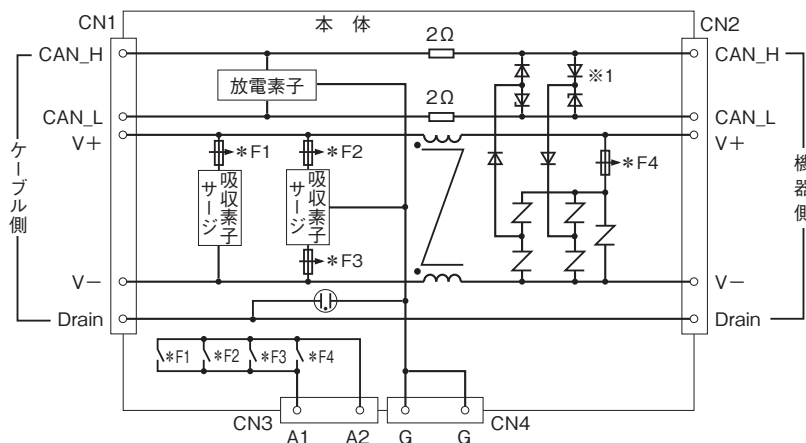 CN1
本 体
CN2
CAN_H
2Ω
CAN_H
放電素子
※1
CAN_L
2Ω
CAN_L
V+
V+
*F1
*F2
*F4
ケーブル側
サージ
吸収素子
サージ
吸収素子
機器側
*F3
V−
V−
Drain
Drain
*F1
*F2
*F3
*F4
CN3
CN4
A1
A2
G
G